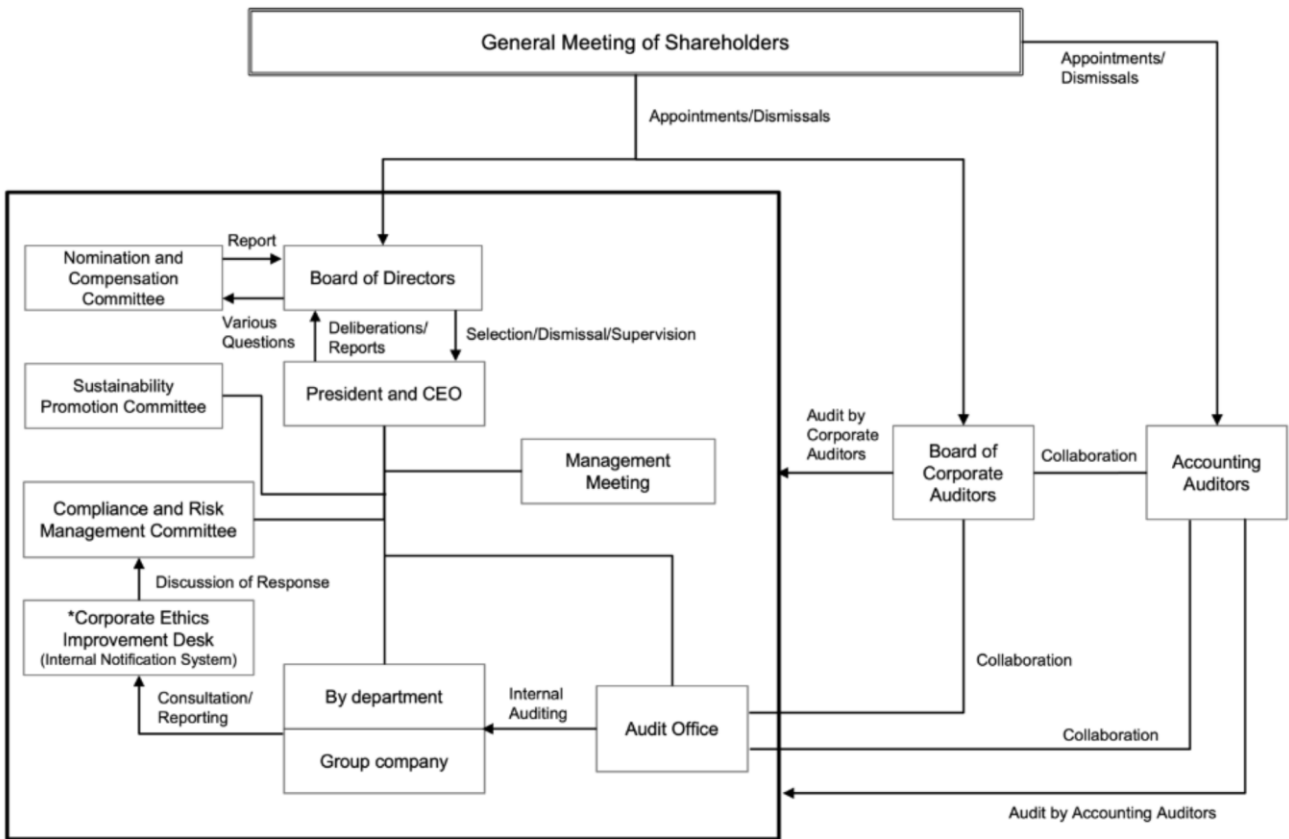 General Meeting of Shareholders
Appointments/
Dismissals
Appointments/Dismissals
Nomination and
Compensation
Committee
Report
Board of Directors
Various
Questions
Deliberations/
Reports
Selection/Dismissal/Supervision
Sustainability
Promotion Committee
President and CEO
Management
Meeting
Audit by
Corporate
Auditors
Board of
Corporate
Auditors
Collaboration
Accounting
Auditors
Compliance and Risk
Management Committee
Discussion of Response
*Corporate Ethics
Improvement Desk
(Internal Notification System)
Consultation/
Reporting
By department
Group company
Internal
Auditing
Audit Office
Collaboration
Collaboration
Audit by Accounting Auditors